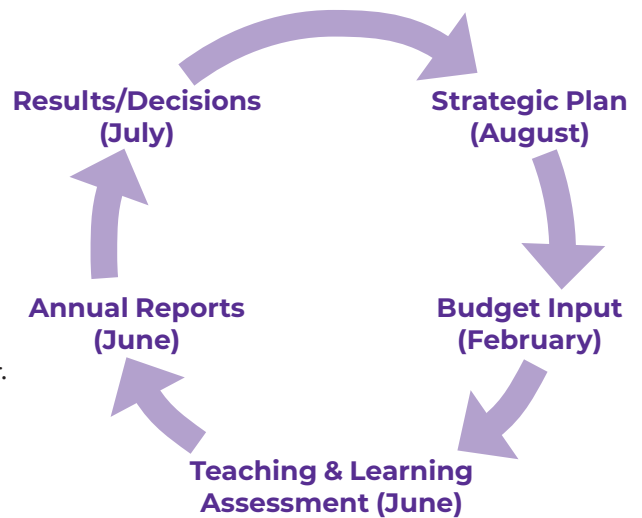 Results/Decisions
(July)
Strategic Plan
(August)
Annual Reports
(June)
Budget Input
(February)
Teaching & Learning
Assessment (June)